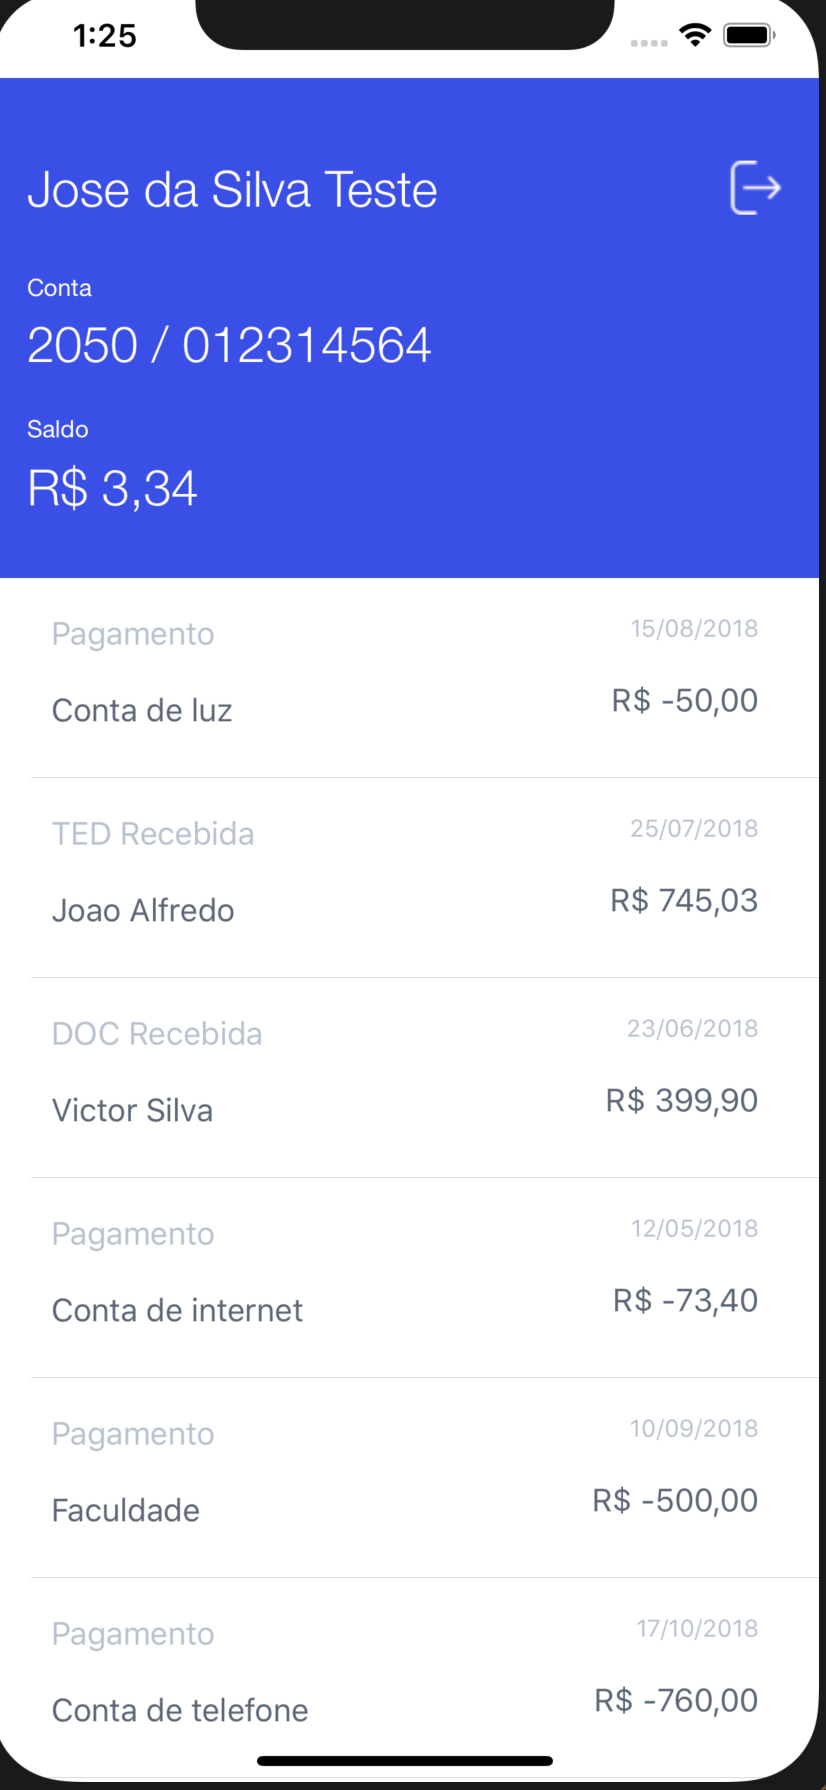 1:25
Jose da Silva Teste
Conta
2050 / 012314564
Saldo
R$ 3,34
Pagamento 15/08/2018
Conta de luz R$ -50,00
TED Recebida 25/07/2018
Joao Alfredo R$ 745,03
DOC Recebida 23/06/2018
Victor Silva R$ 399,90
Pagamento 12/05/2018
Conta de internet R$ -73,40
Pagamento 10/09/2018
Faculdade R$ -500,00
Pagamento 17/10/2018
Conta de telefone R$ -760,00